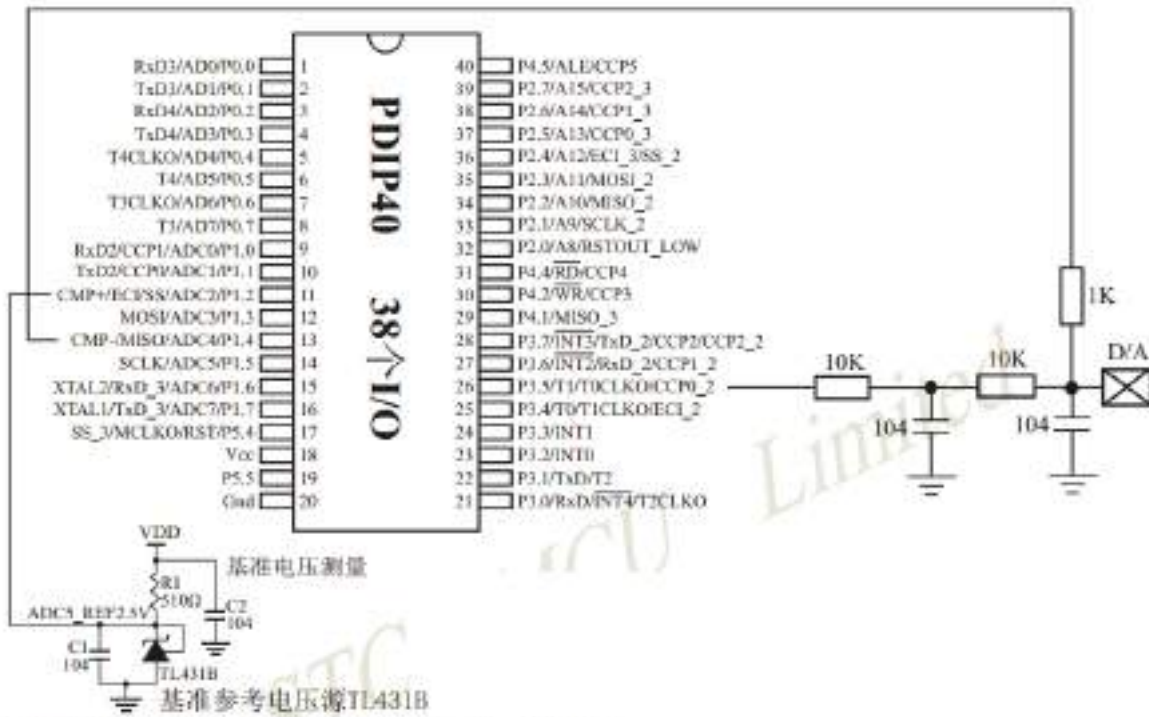 RxD3/AD0/P0.0 1
TxD3/AD1/P0.1 2
RxD4/AD2/P0.2 3
TxD4/AD3/P0.3 4
T4CLKO/AD4/P0.4 5
T4/AD5/P0.5 6
T3CLKO/AD6/P0.6 7
T3/AD7/P0.7 8
RxD2/CCP1/ADC0/P1.0 9
TxD2/CCP0/ADC1/P1.1 10
CMP+/ECI/SS/ADC2/P1.2 11
MOSI/ADC3/P1.3 12
CMP-/MISO/ADC4/P1.4 13
SCLK/ADC5/P1.5 14
XTAL2/RxD_3/ADC6/P1.6 15
XTAL1/TxD_3/ADC7/P1.7 16
SS_3/MCLKO/RST/P5.4 17
Vcc 18
P5.5 19
Gnd 20
PDIP40 38个I/O
40 P4.5/ALE/CCP5
39 P2.7/A15/CCP2_3
38 P2.6/A14/CCP1_3
37 P2.5/A13/CCP0_3
36 P2.4/A12/ECI_3/SS_2
35 P2.3/A11/MOSI_2
34 P2.2/A10/MISO_2
33 P2.1/A9/SCLK_2
32 P2.0/A8/RSTOUT_LOW
31 P4.4/RD/CCP4
30 P4.2/WR/CCP3
29 P4.1/MISO_3
28 P3.7/INT3/TxD_2/CCP2/CCP2_2
27 P3.6/INT2/RxD_2/CCP1_2
26 P3.5/T1/T0CLKO/CCP0_2
25 P3.4/T0/T1CLKO/ECI_2
24 P3.3/INT1
23 P3.2/INT0
22 P3.1/TxD/T2
21 P3.0/RxD/INT4/T2CLKO
1K
10K
10K
D/A
104
104
VDD
基准电压测量
R1
510Ω
C2
104
ADC5_REF2.5V
C1
104
TL431B
基准参考电压源TL431B
STC MCU Limited